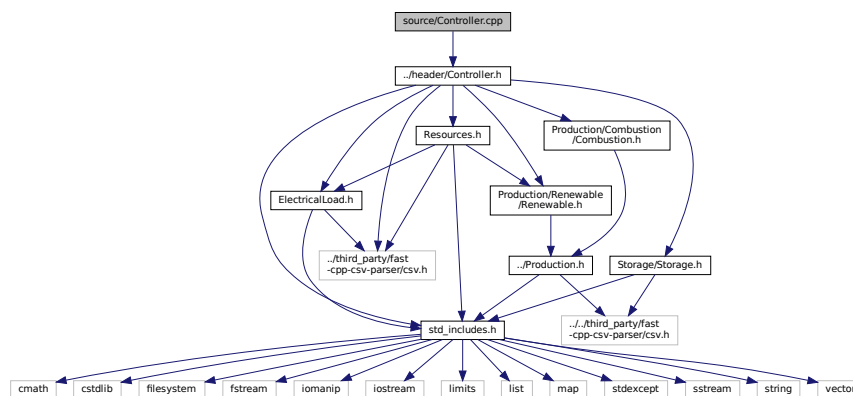 source/Controller.cpp
../header/Controller.h
Resources.h
Production/Combustion
/Combustion.h
ElectricalLoad.h
Production/Renewable
/Renewable.h
../third_party/fast
-cpp-csv-parser/csv.h
../Production.h
Storage/Storage.h
std_includes.h
../../third_party/fast
-cpp-csv-parser/csv.h
cmath
cstdlib
filesystem
fstream
iomanip
iostream
limits
list
map
stdexcept
sstream
string
vector